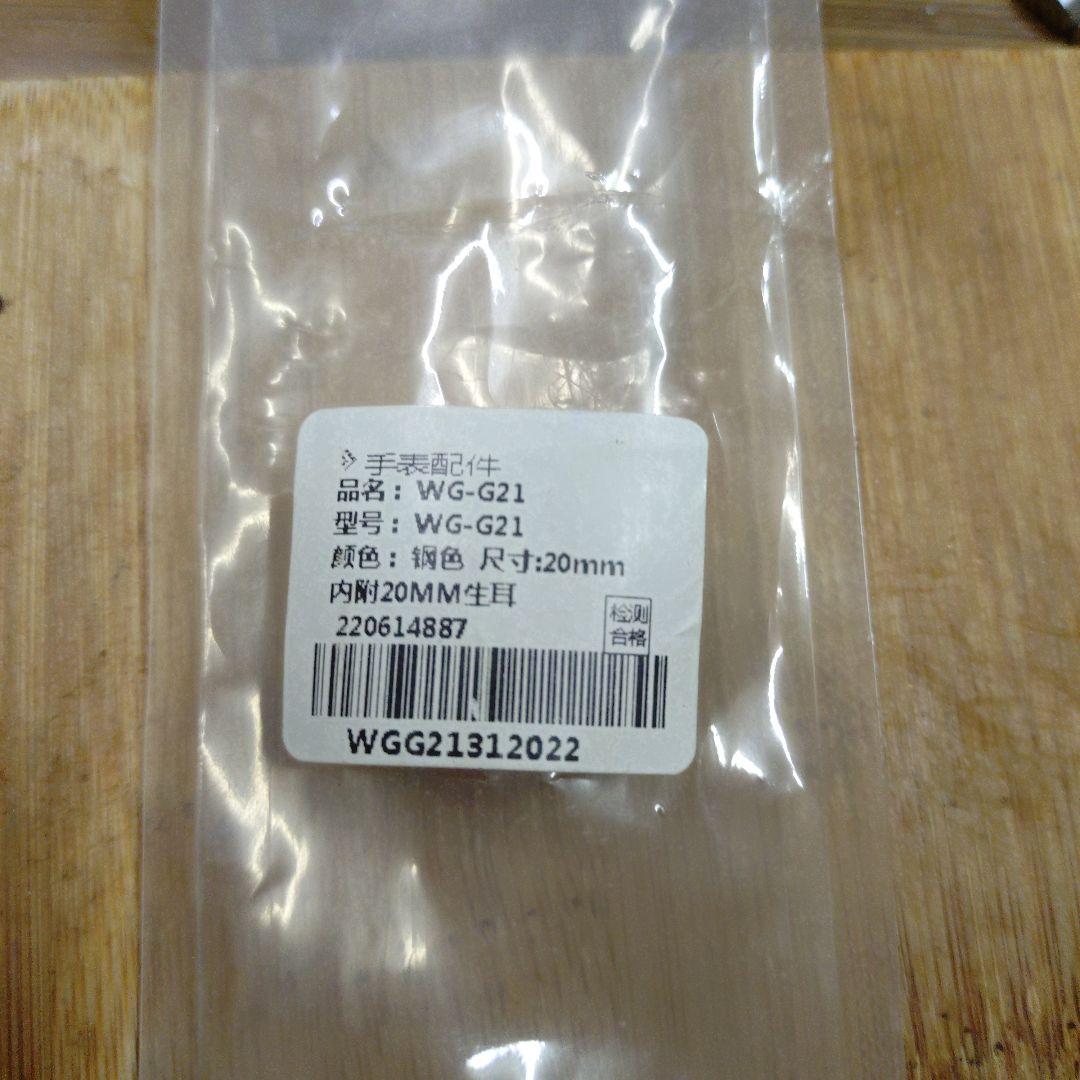 手表配件
品名：WG-G21
型号：WG-G21
颜色：钢色 尺寸:20mm
内附20MM生耳
220614887
检测
合格
WGG21312022